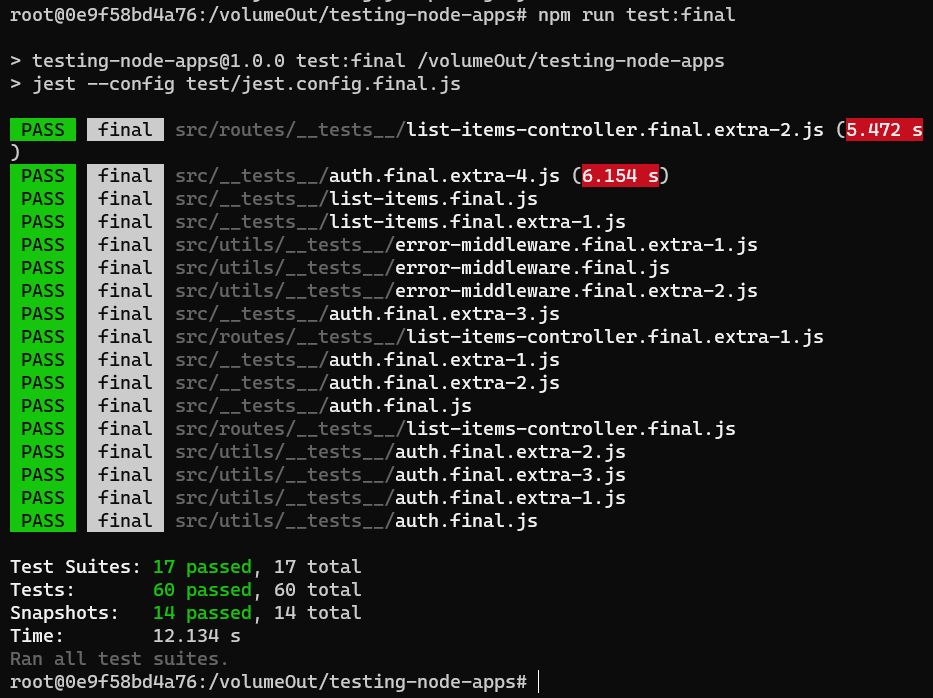 root@0e9f58bd4a76:/volumeOut/testing-node-apps# npm run test:final
> testing-node-apps@1.0.0 test:final /volumeOut/testing-node-apps
> jest --config test/jest.config.final.js
PASS final src/routes/__tests__/list-items-controller.final.extra-2.js (5.472 s
)
PASS final src/__tests__/auth.final.extra-4.js (6.154 s)
PASS final src/__tests__/list-items.final.js
PASS final src/__tests__/list-items.final.extra-1.js
PASS final src/utils/__tests__/error-middleware.final.extra-1.js
PASS final src/utils/__tests__/error-middleware.final.js
PASS final src/utils/__tests__/error-middleware.final.extra-2.js
PASS final src/__tests__/auth.final.extra-3.js
PASS final src/routes/__tests__/list-items-controller.final.extra-1.js
PASS final src/__tests__/auth.final.extra-1.js
PASS final src/__tests__/auth.final.extra-2.js
PASS final src/__tests__/auth.final.js
PASS final src/routes/__tests__/list-items-controller.final.js
PASS final src/utils/__tests__/auth.final.extra-2.js
PASS final src/utils/__tests__/auth.final.extra-3.js
PASS final src/utils/__tests__/auth.final.extra-1.js
PASS final src/utils/__tests__/auth.final.js
Test Suites: 17 passed, 17 total
Tests: 60 passed, 60 total
Snapshots: 14 passed, 14 total
Time: 12.134 s
Ran all test suites.
root@0e9f58bd4a76:/volumeOut/testing-node-apps#